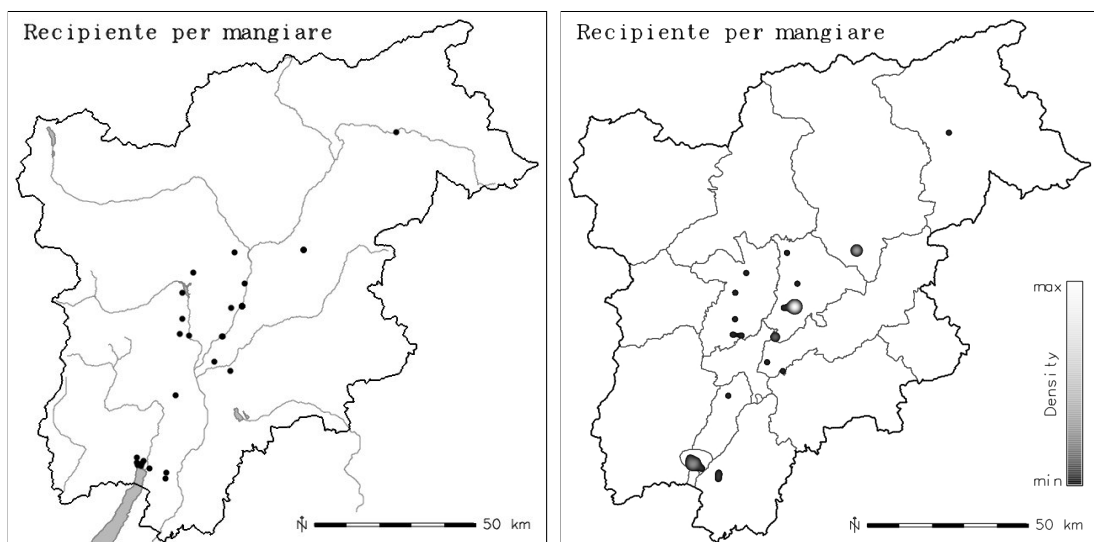 Recipiente per mangiare
N 50 km
Recipiente per mangiare
max
Density
min
N 50 km